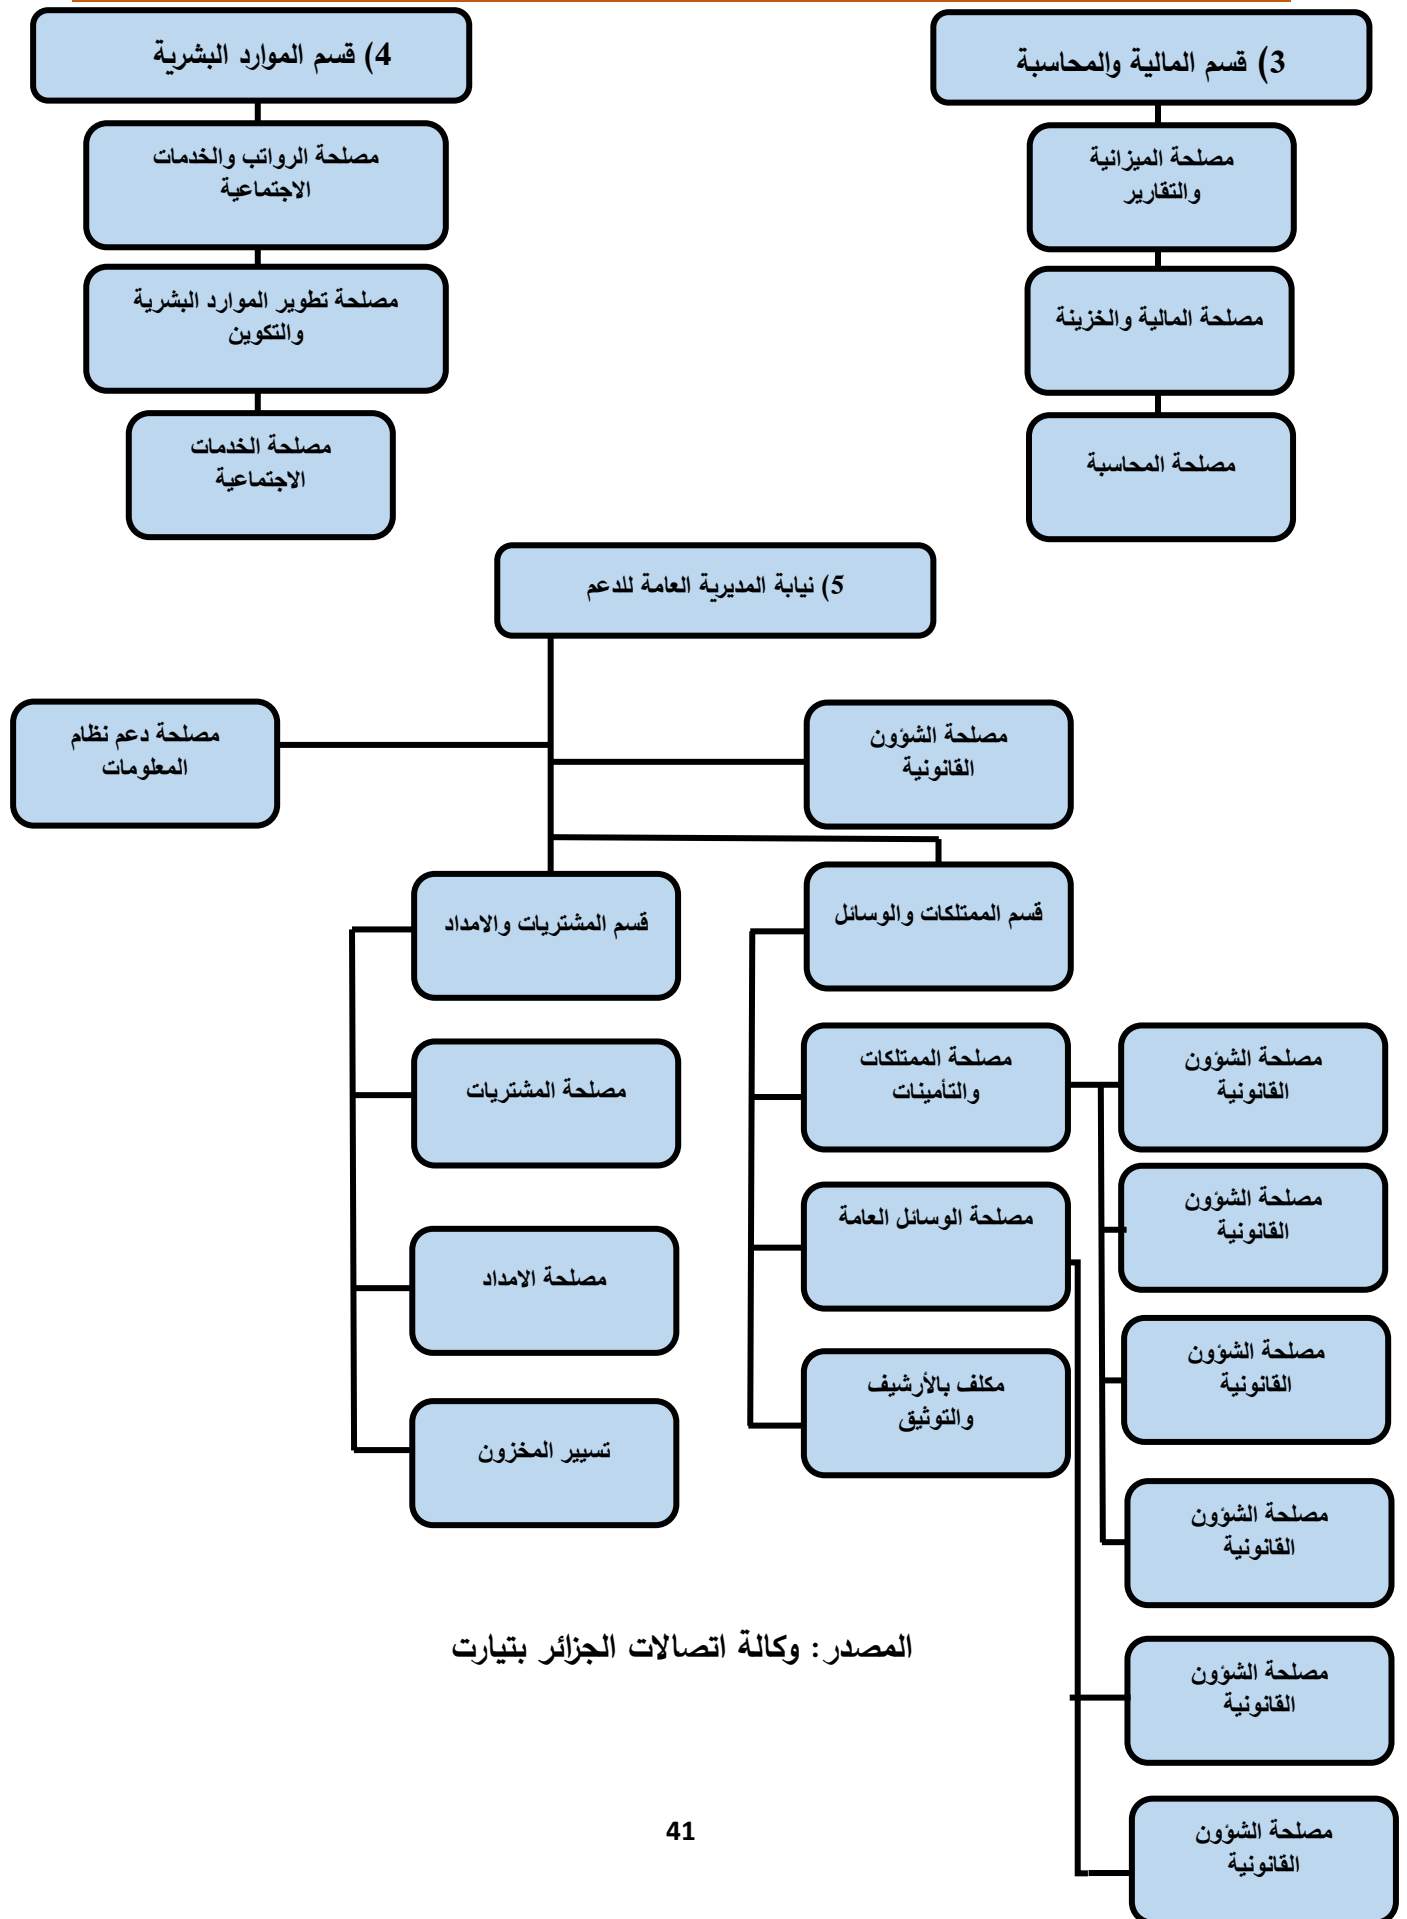 3) قسم المالية والمحاسبة
مصلحة الميزانية
والتقارير
مصلحة المالية والخزينة
مصلحة المحاسبة
4) قسم الموارد البشرية
مصلحة الرواتب والخدمات
الاجتماعية
مصلحة تطوير الموارد البشرية
والتكوين
مصلحة الخدمات
الاجتماعية
5) نيابة المديرية العامة للدعم
مصلحة الشؤون
القانونية
مصلحة دعم نظام
المعلومات
قسم الممتلكات والوسائل
قسم المشتريات والامداد
مصلحة الشؤون
القانونية
مصلحة الممتلكات
والتأمينات
مصلحة المشتريات
مصلحة الشؤون
القانونية
مصلحة الوسائل العامة
مصلحة الامداد
مصلحة الشؤون
القانونية
مكلف بالأرشيف
والتوثيق
تسيير المخزون
مصلحة الشؤون
القانونية
مصلحة الشؤون
القانونية
مصلحة الشؤون
القانونية
المصدر: وكالة اتصالات الجزائر بتيارت
41